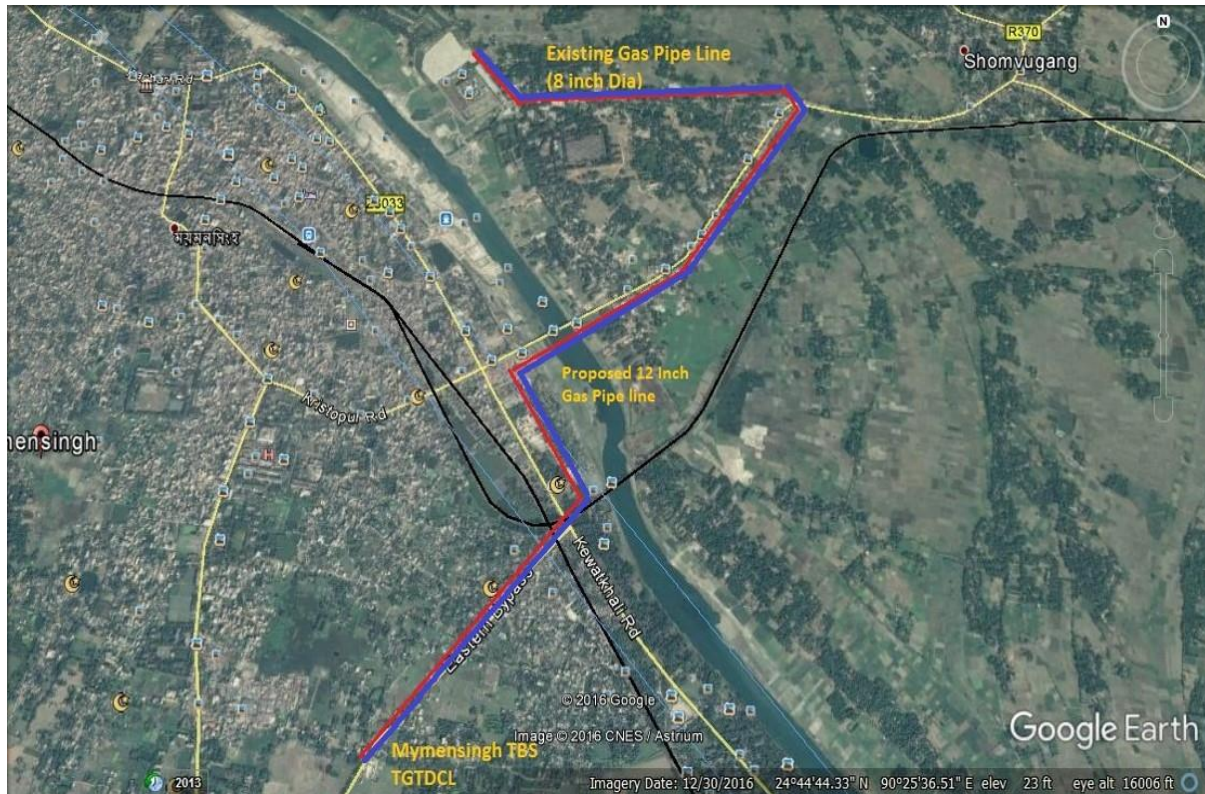 N
R370
Existing Gas Pipe Line
(8 inch Dia)
Shomvugang
Rd
ময়মনসিংহ
Proposed 12 Inch
Gas Pipe line
Kristopur Rd
mensingh
H
Kewatkhali Rd
Eastern Bypass
© 2016 Google
Image © 2016 CNES / Astrium
Google Earth
Mymensingh TBS
TGTDCL
2013
Imagery Date: 12/30/2016 24°44'44.33" N 90°25'36.51" E elev 23 ft eye alt 16006 ft